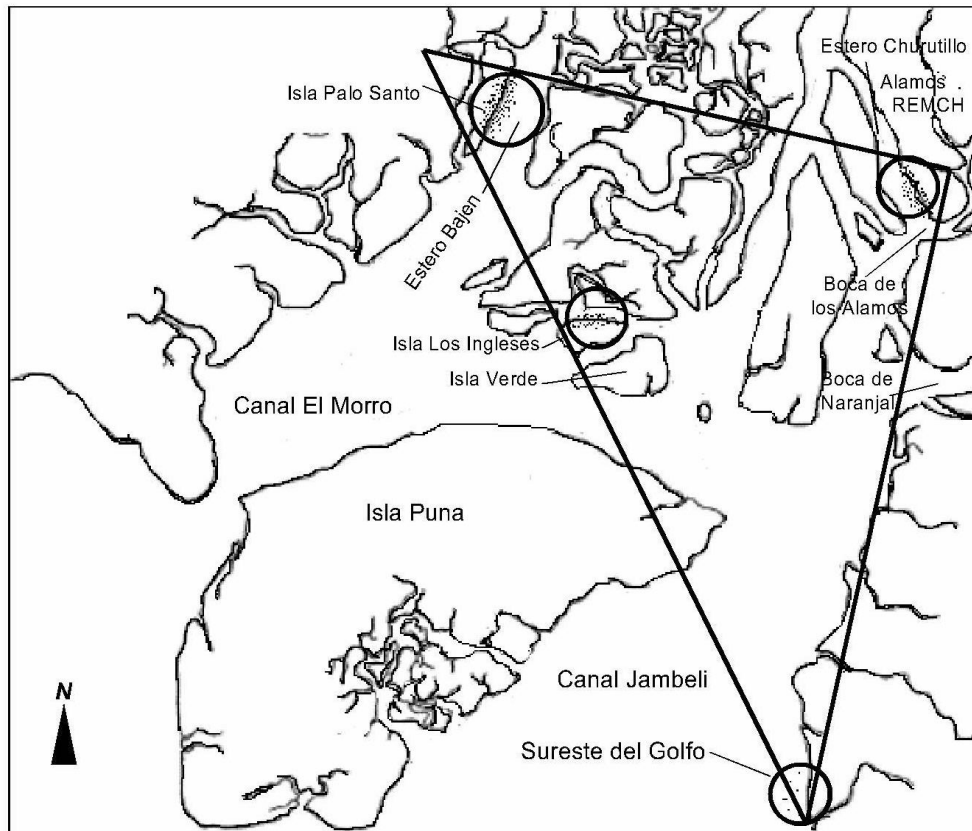 Estero Churutillo
Alamos .
REMCH
Isla Palo Santo
Estero Bajen
Boca de
los Alamos
Isla Los Ingleses
Isla Verde
Boca de
Naranjal
Canal El Morro
Isla Puna
Canal Jambeli
N
Sureste del Golfo